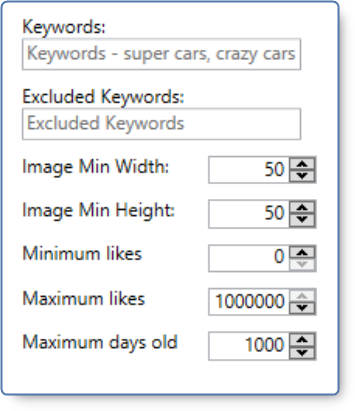 Keywords:
Keywords - super cars, crazy cars
Excluded Keywords:
Excluded Keywords
Image Min Width: 50
Image Min Height: 50
Minimum likes 0
Maximum likes 1000000
Maximum days old 1000